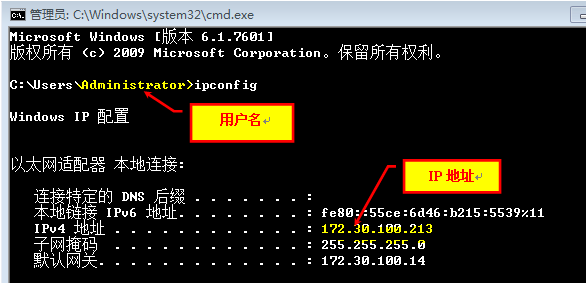 管理员: C:\Windows\system32\cmd.exe
Microsoft Windows [版本 6.1.7601]
版权所有 (c) 2009 Microsoft Corporation。保留所有权利。
C:\Users\Administrator>ipconfig
用户名
Windows IP 配置
IP 地址
以太网适配器 本地连接:
连接特定的 DNS 后缀 . . . . . . . :
本地链接 IPv6 地址. . . . . . . . : fe80::55ce:6d46:b215:5539%11
IPv4 地址 . . . . . . . . . . . . : 172.30.100.213
子网掩码 . . . . . . . . . . . . : 255.255.255.0
默认网关. . . . . . . . . . . . . : 172.30.100.14